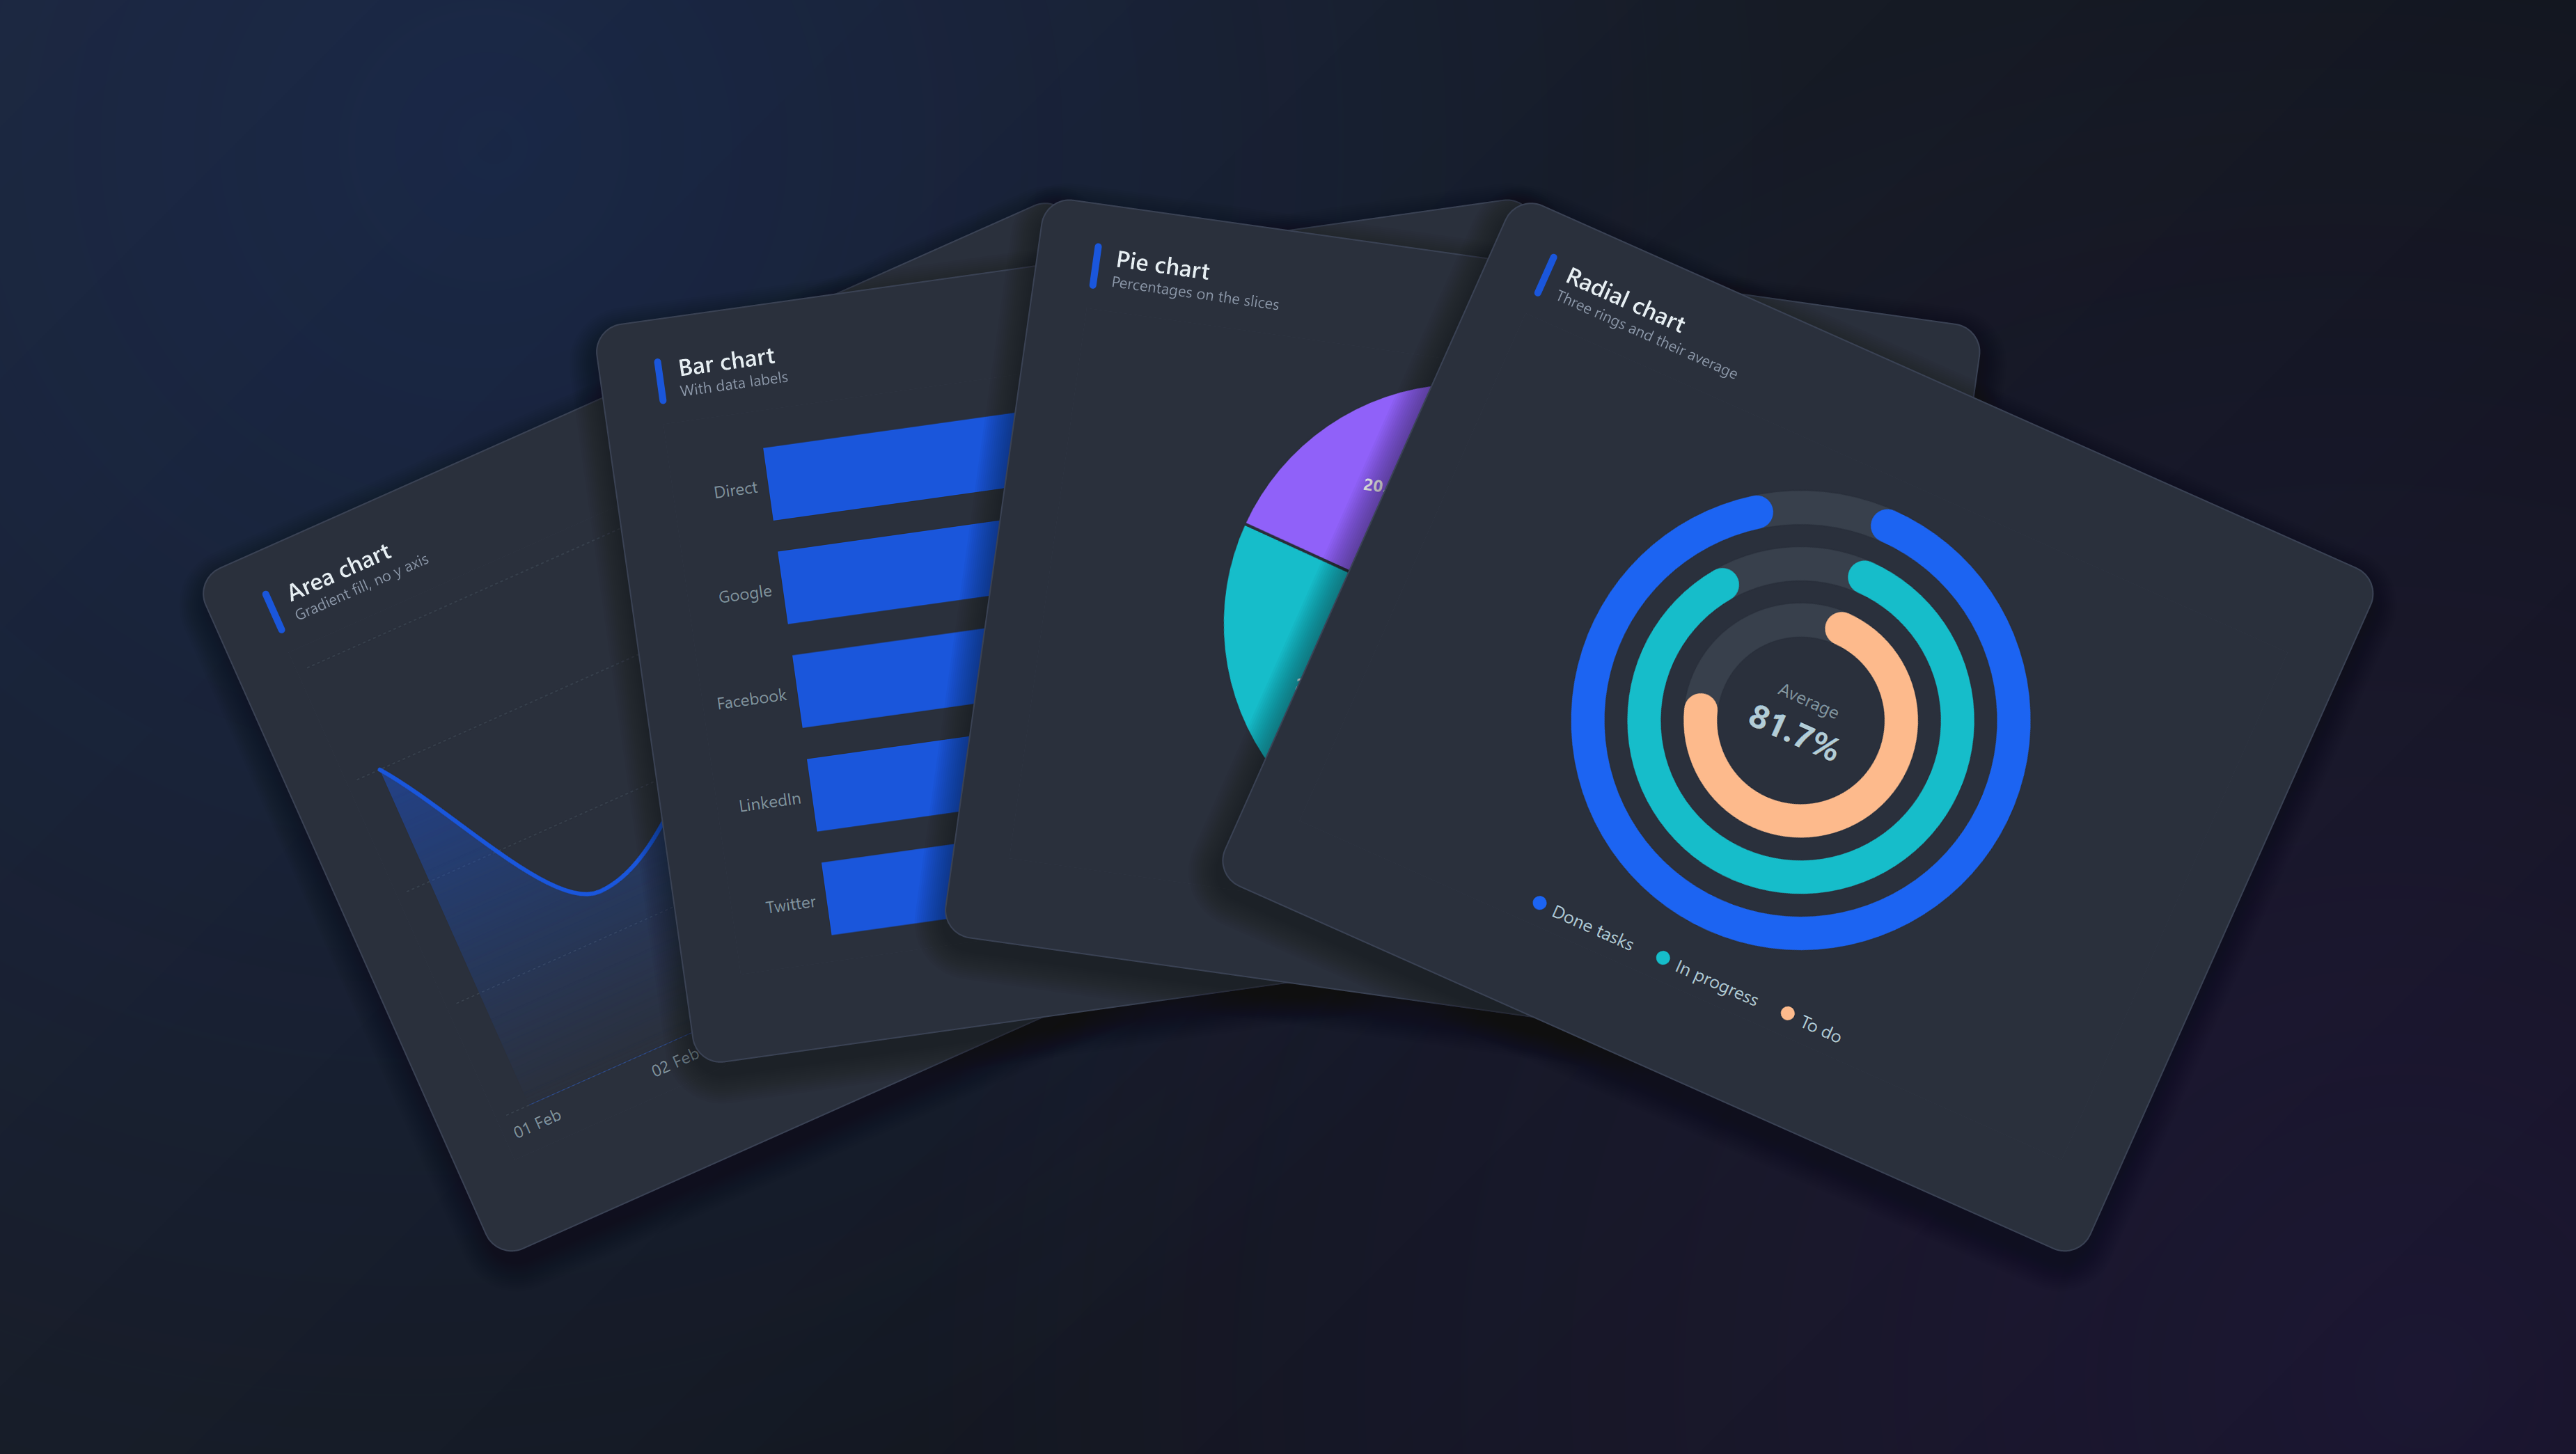 Area chart
Gradient fill, no y axis
01 Feb
02 Feb
Bar chart
With data labels
Direct
Google
Facebook
LinkedIn
Twitter
Pie chart
Percentages on the slices
20.
Radial chart
Three rings and their average
Average
81.7%
Done tasks
In progress
To do